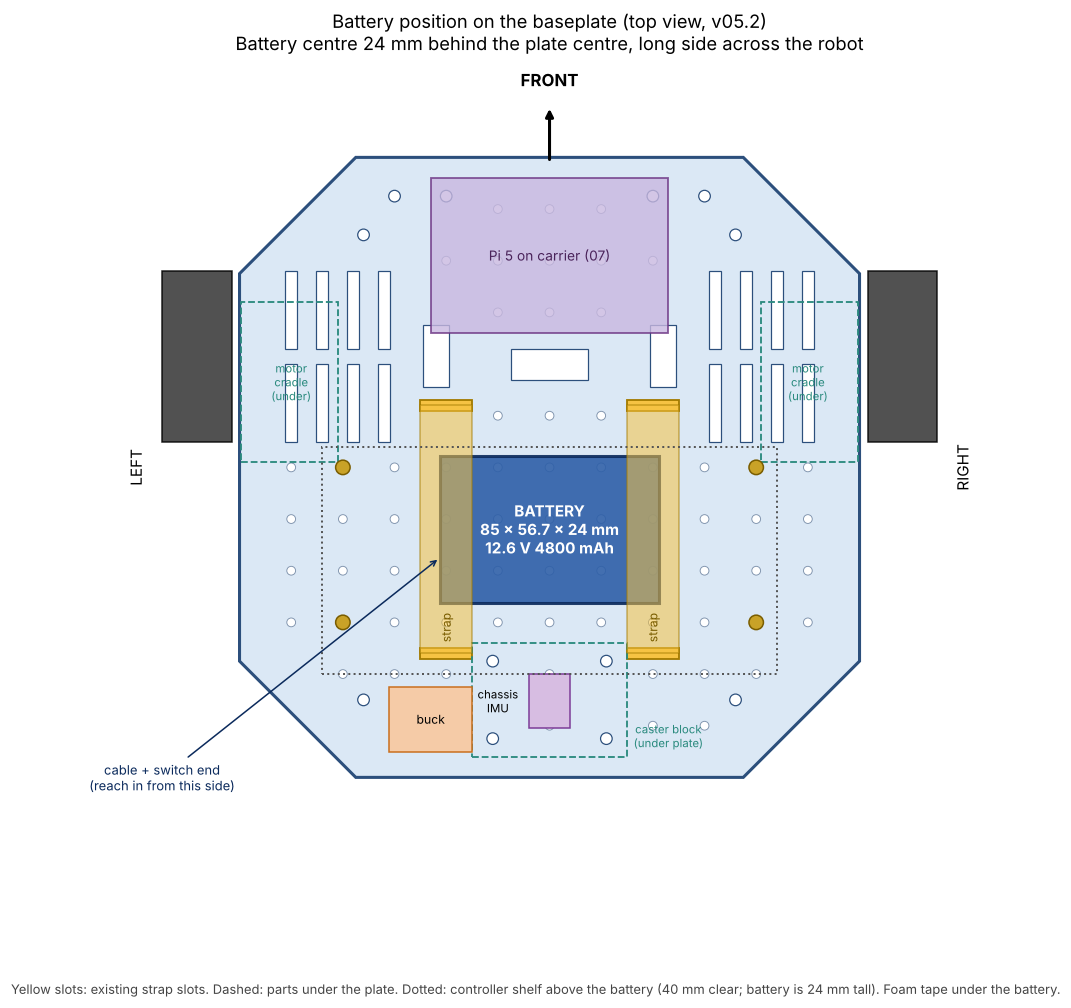 Battery position on the baseplate (top view, v05.2)
Battery centre 24 mm behind the plate centre, long side across the robot
FRONT
Pi 5 on carrier (07)
motor
cradle
(under)
motor
cradle
(under)
LEFT
RIGHT
BATTERY
85 × 56.7 × 24 mm
12.6 V 4800 mAh
strap
strap
chassis
IMU
buck
caster block
(under plate)
cable + switch end
(reach in from this side)
Yellow slots: existing strap slots. Dashed: parts under the plate. Dotted: controller shelf above the battery (40 mm clear; battery is 24 mm tall). Foam tape under the battery.